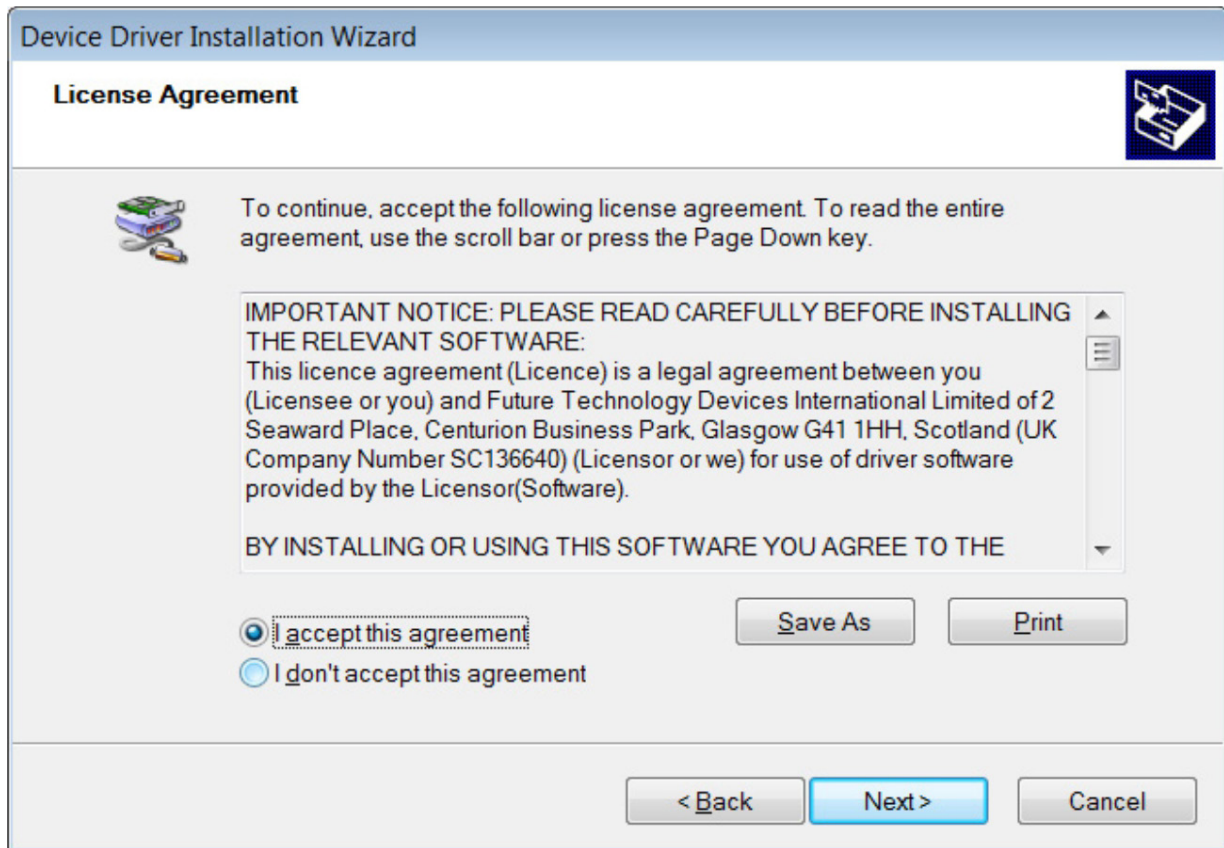 Device Driver Installation Wizard
License Agreement
To continue, accept the following license agreement. To read the entire
agreement, use the scroll bar or press the Page Down key.
IMPORTANT NOTICE: PLEASE READ CAREFULLY BEFORE INSTALLING
THE RELEVANT SOFTWARE:
This licence agreement (Licence) is a legal agreement between you
(Licensee or you) and Future Technology Devices International Limited of 2
Seaward Place, Centurion Business Park, Glasgow G41 1HH, Scotland (UK
Company Number SC136640) (Licensor or we) for use of driver software
provided by the Licensor(Software).
BY INSTALLING OR USING THIS SOFTWARE YOU AGREE TO THE
I accept this agreement
Save As
Print
I don't accept this agreement
< Back
Next >
Cancel